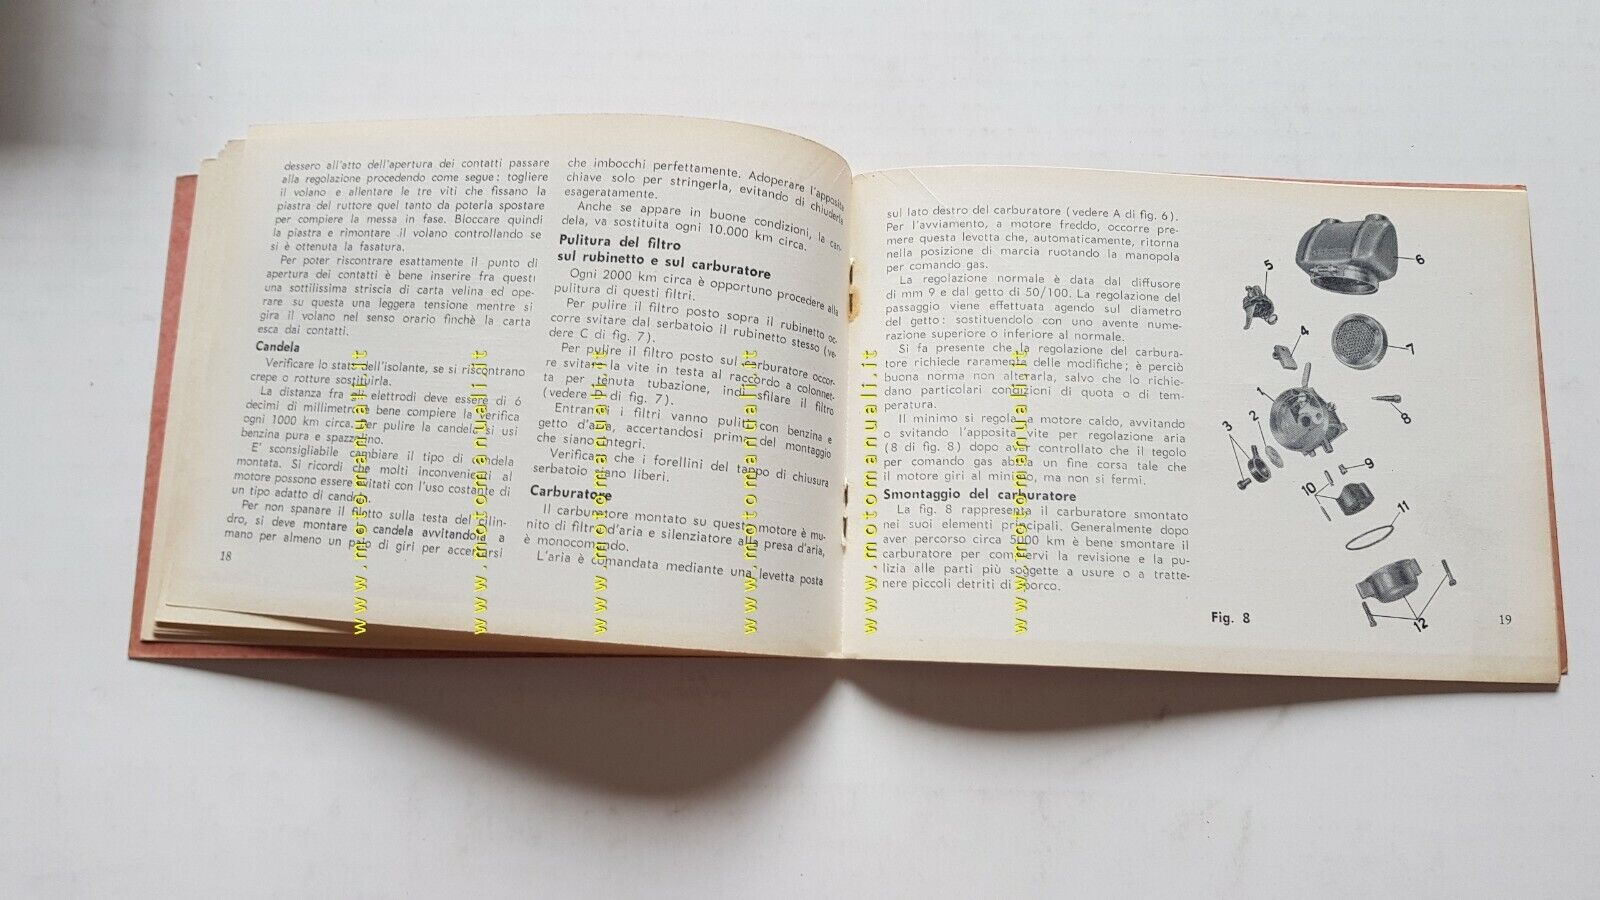 dessero all'atto dell'apertura dei contatti passare
alla regolazione procedendo come segue: togliere
il volano e allentare le tre viti che fissano la
piastra del ruttore quel tanto da poterla spostare
per compiere la messa in fase. Bloccare quindi
la piastra e rimontare il volano controllando se
si è ottenuta la fasatura.
Per poter riscontrare esattamente il punto di
apertura dei contatti è bene inserire fra questi
una sottilissima striscia di carta velina ed ope-
rare su questa una leggera tensione mentre si
gira il volano nel senso orario finchè la carta
esca dai contatti.
Candela
Verificare lo stato dell'isolante, se si riscontrano
crepe o rotture sostituirla.
La distanza fra gli elettrodi deve essere di 6
decimi di millimetro; è bene compiere la verifica
ogni 1000 km circa. Per pulire la candela si usi
benzina pura e spazzolino.
E' sconsigliabile cambiare il tipo di candela
montata. Si ricordi che molti inconvenienti al
motore possono essere evitati con l'uso costante di
un tipo adatto di candela.
Per non spanare il filetto sulla testa del cilin-
dro, si deve montare la candela avvitandola a
mano per almeno un paio di giri per accertarsi
18
che imbocchi perfettamente. Adoperare l'apposita
chiave solo per stringerla, evitando di chiuderla
esageratamente.
Anche se appare in buone condizioni, la can-
dela, va sostituita ogni 10.000 km circa.
Pulitura del filtro
sul rubinetto e sul carburatore
Ogni 2000 km circa è opportuno procedere alla
pulitura di questi filtri.
Per pulire il filtro posto sopra il rubinetto oc-
corre svitare dal serbatoio il rubinetto stesso (ve-
dere C di fig. 7).
Per pulire il filtro posto sul carburatore occor-
re svitare la vite in testa al raccordo a colonnet-
ta per tenuta tubazione, indi sfilare il filtro
(vedere di fig. 7).
Entrambi i filtri vanno puliti con benzina e
getto d'aria, accertandosi prima del montaggio
che siano integri.
Verificare che i forellini del tappo di chiusura
serbatoio siano liberi.
Carburatore
Il carburatore montato su questo motore è mu-
nito di filtro d'aria e silenziatore alla presa d'aria,
è monocomando.
L'aria è comandata mediante una levetta posta
sul lato destro del carburatore (vedere A di fig. 6).
Per l'avviamento, a motore freddo, occorre pre-
mere questa levetta che, automaticamente, ritorna
nella posizione di marcia ruotando la manopola
per comando gas.
La regolazione normale è data dal diffusore
di mm 9 e dal getto di 50/100. La regolazione del
passaggio viene effettuata agendo sul diametro
del getto: sostituendolo con uno avente nume-
razione superiore o inferiore al normale.
Si fa presente che la regolazione del carbura-
tore richiede raramente delle modifiche; è perciò
buona norma non alterarla, salvo che lo richie-
dano particolari condizioni di quota o di tem-
peratura.
Il minimo si regola a motore caldo, avvitando
o svitando l'apposita vite per regolazione aria
(8 di fig. 8) dopo aver controllato che il tegolo
per comando gas abbia un fine corsa tale che
il motore giri al minimo, ma non si fermi.
Smontaggio del carburatore
La fig. 8 rappresenta il carburatore smontato
nei suoi elementi principali. Generalmente dopo
aver percorso circa 5000 km è bene smontare il
carburatore per compiervi la revisione e la pu-
lizia alle parti più soggette a usure o a tratte-
nere piccoli detriti di sporco.
5
6
4
7
1
2
3
8
9
10
11
12
Fig. 8
19
www.motomanuali.it
www.motomanuali.it
www.motomanuali.it
www.motomanuali.it
www.motomanuali.it
www.motomanuali.it